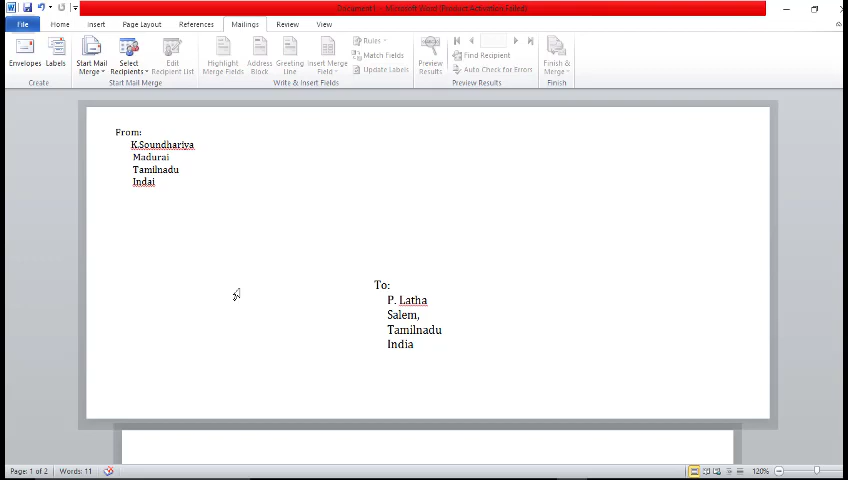 Document1 - Microsoft Word (Product Activation Failed)
File Home Insert Page Layout References Mailings Review View
Envelopes Labels Start Mail Merge Select Recipients Edit Recipient List Highlight Merge Fields Address Block Greeting Line Insert Merge Field Rules Match Fields Update Labels Preview Results Find Recipient Auto Check for Errors Finish & Merge
Create Start Mail Merge Write & Insert Fields Preview Results Finish
From:
K.Soundhariya
Madurai
Tamilnadu
Indai
To:
P. Latha
Salem,
Tamilnadu
India
Page: 1 of 2 Words: 11 120%